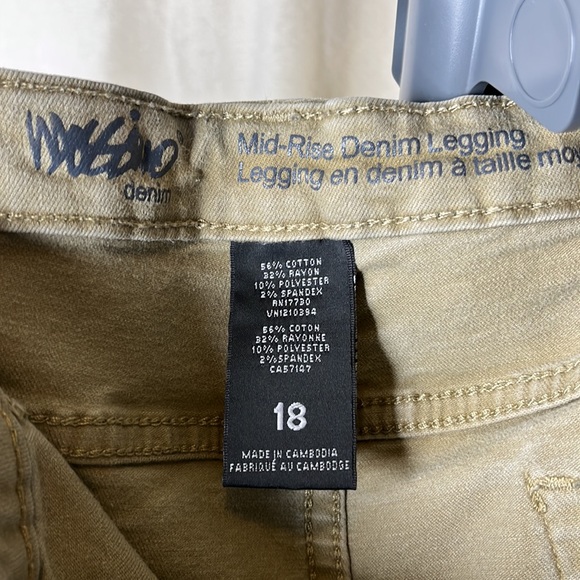 mossimo
denim
Mid-Rise Denim Legging
Legging en denim à taille mo
56% COTTON
32% RAYON
10% POLYESTER
2% SPANDEX
RN17730
VN1210394
56% COTON
32% RAYONNE
10% POLYESTER
2%SPANDEX
CA57147
18
MADE IN CAMBODIA
FABRIQUÉ AU CAMBODGE